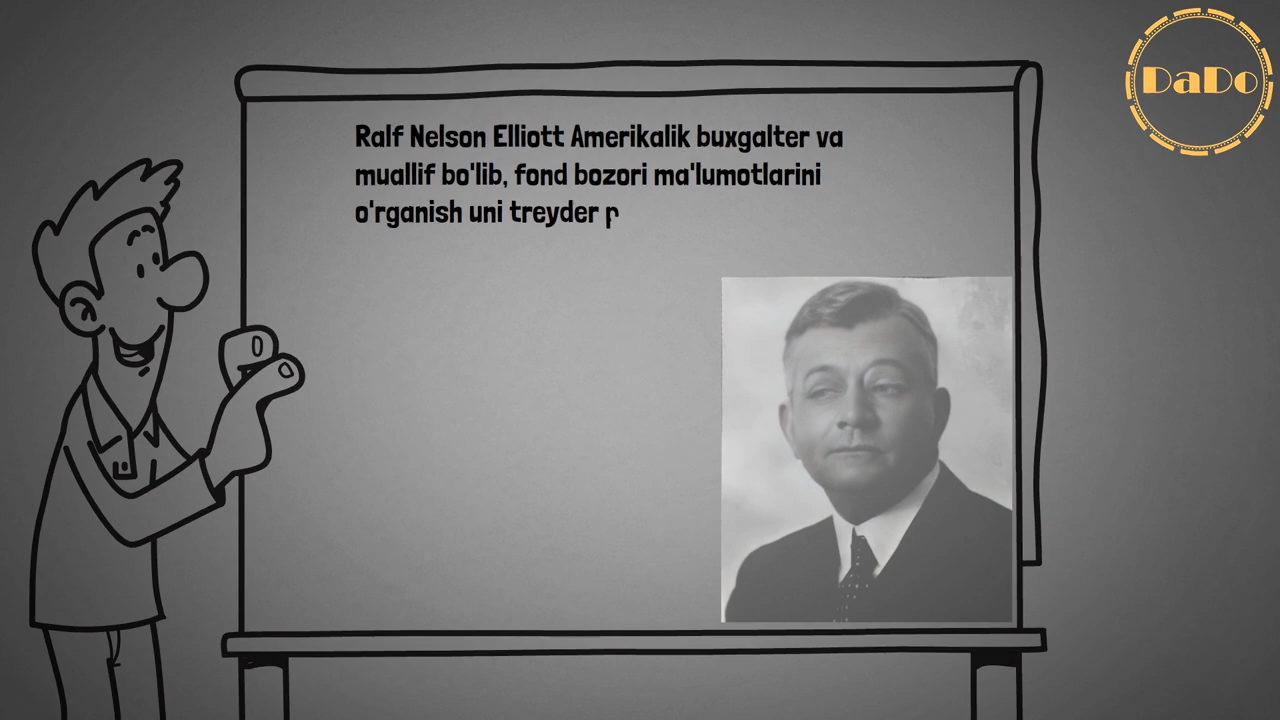 DaDo
Ralf Nelson Elliott Amerikalik buxgalter va
muallif bo'lib, fond bozori ma'lumotlarini
o'rganish uni treyder